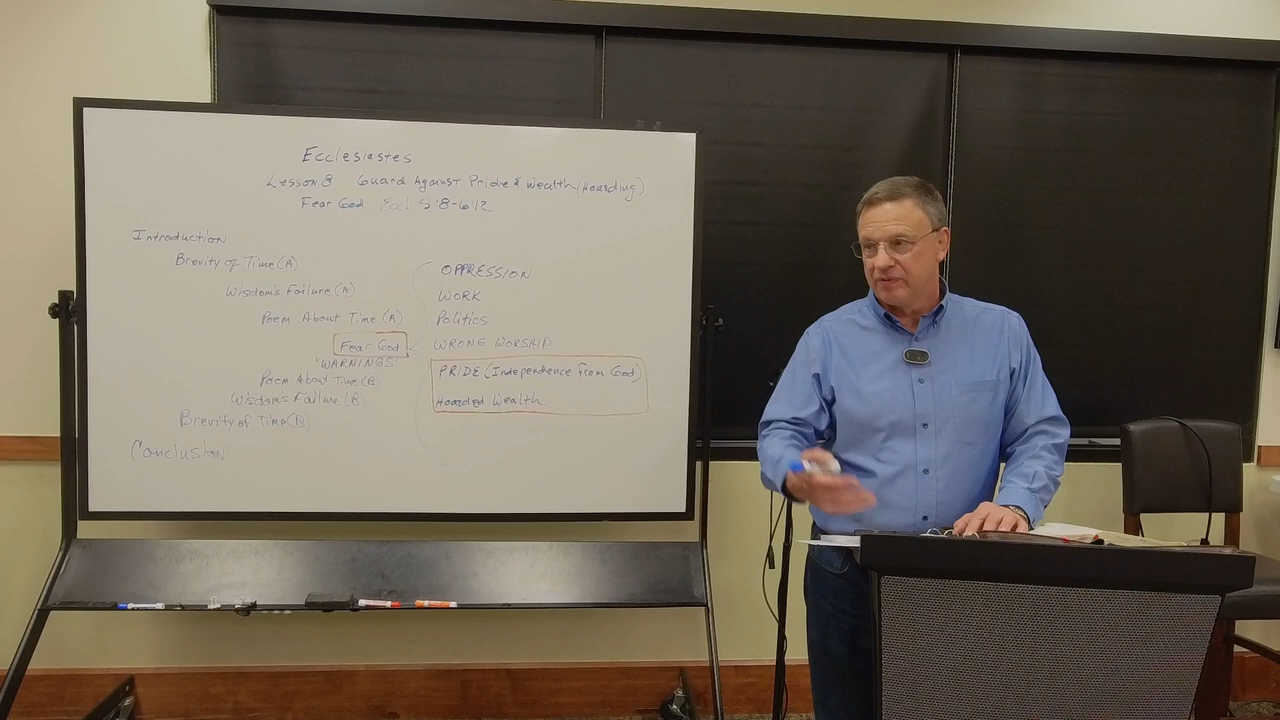 Ecclesiastes
Lesson 8 Guard Against Pride & Wealth (Hoarding)
Fear God Eccl 5:8-6:12
Introduction
Brevity of Time (A)
Wisdom's Failure (A)
Poem About Time (A)
Fear God
"WARNINGS"
Poem About Time (B)
Wisdom's Failure (B)
Brevity of Time (B)
Conclusion
OPPRESSION
WORK
Politics
WRONG WORSHIP
PRIDE (Independence from God)
Hoarded Wealth